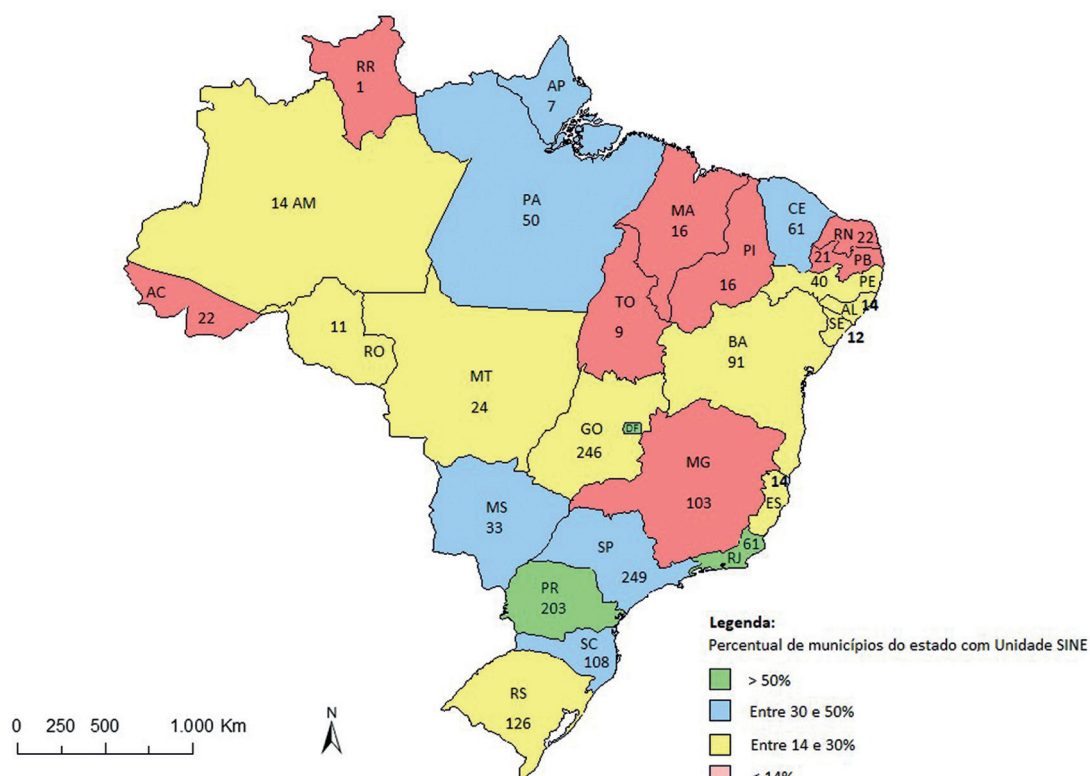 RR
1
AP
7
14 AM
PA
50
MA
16
CE
61
RN 22
21 PB
PI
16
40 PE
AC
22
TO
9
AL 14
SE
12
11
RO
BA
91
MT
24
GO
246
DF
MG
103
14
ES
MS
33
SP
249
61
RJ
PR
203
SC
108
RS
126
0 250 500 1.000 Km
N
Legenda:
Percentual de municípios do estado com Unidade SINE
> 50%
Entre 30 e 50%
Entre 14 e 30%
< 14%